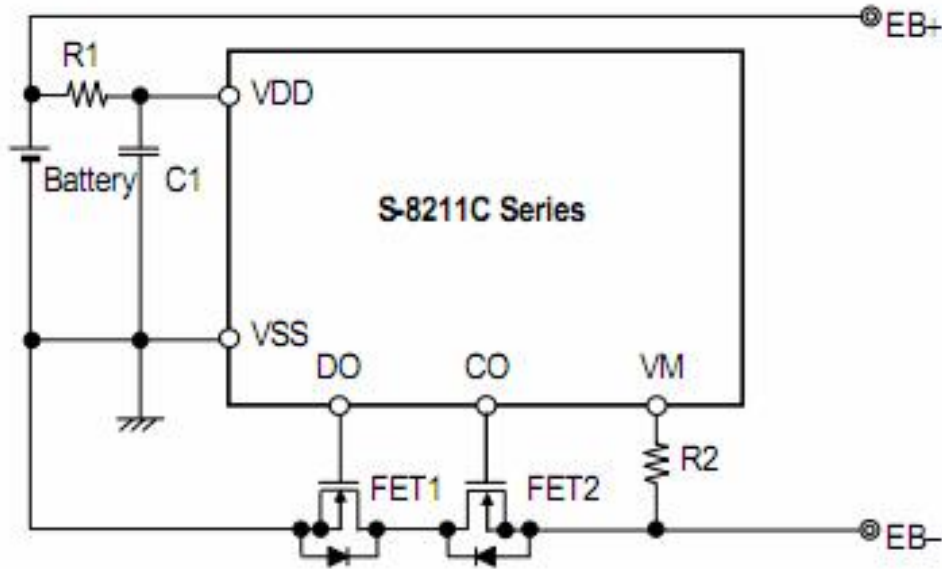 EB+
R1
VDD
Battery
C1
S-8211C Series
VSS
DO
CO
VM
R2
FET1
FET2
EB–